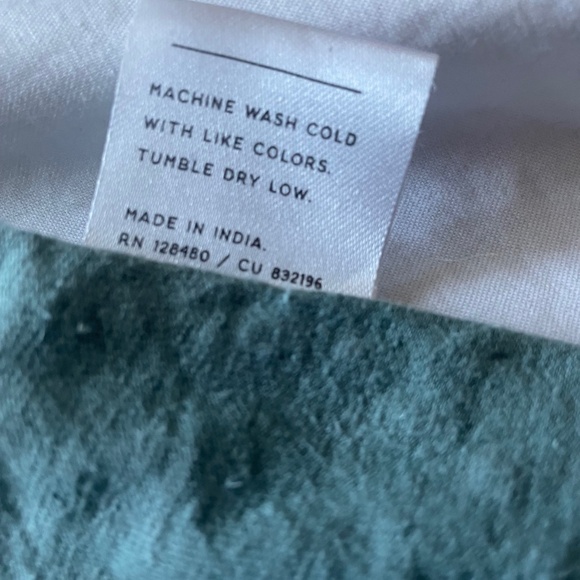 MACHINE WASH COLD
WITH LIKE COLORS.
TUMBLE DRY LOW.
MADE IN INDIA.
RN 128480 / CU 832196